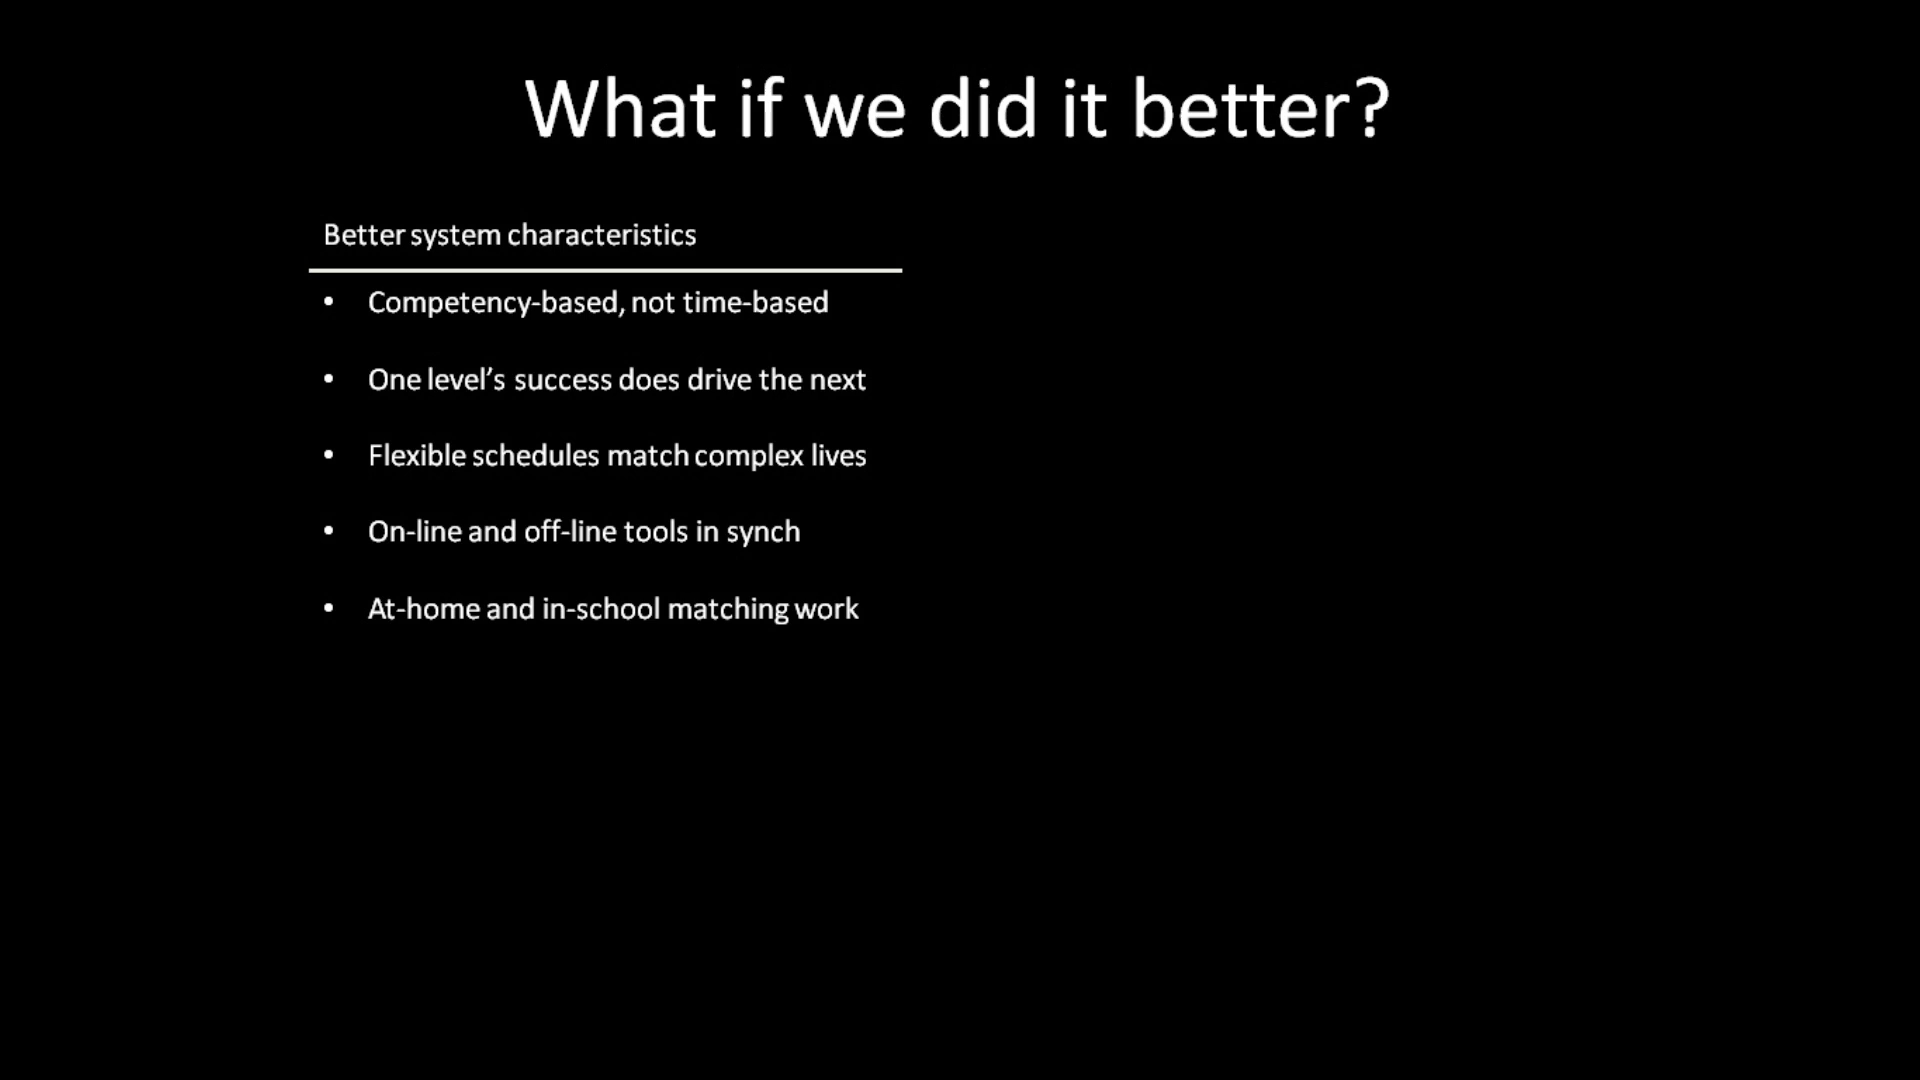 What if we did it better?
Better system characteristics
• Competency-based, not time-based
• One level’s success does drive the next
• Flexible schedules match complex lives
• On-line and off-line tools in synch
• At-home and in-school matching work